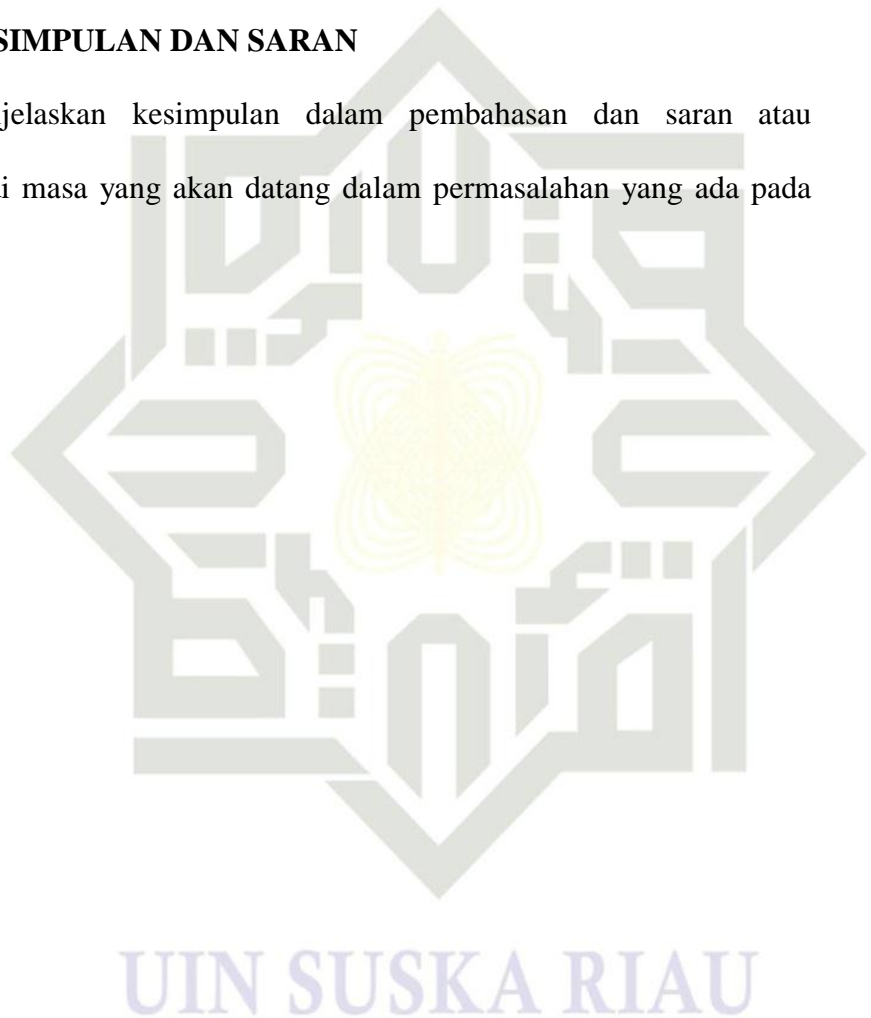 SIMPULAN DAN SARAN
jelaskan kesimpulan dalam pembahasan dan saran atau
masa yang akan datang dalam permasalahan yang ada pada
UIN SUSKA RIAU